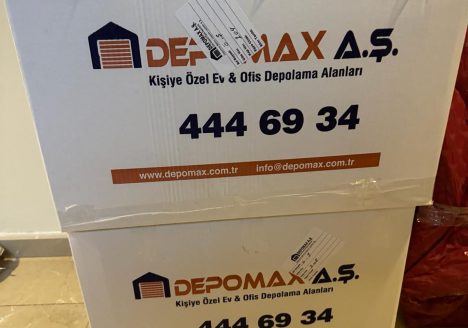 DEPOMAX A.Ş.
Kişiye Özel Ev & Ofis Depolama Alanları
444 69 34
www.depomax.com.tr info@depomax.com.tr
DEPOMAX A.Ş.
Kişiye Özel Ev & Ofis Depolama Alanları
444 69 34